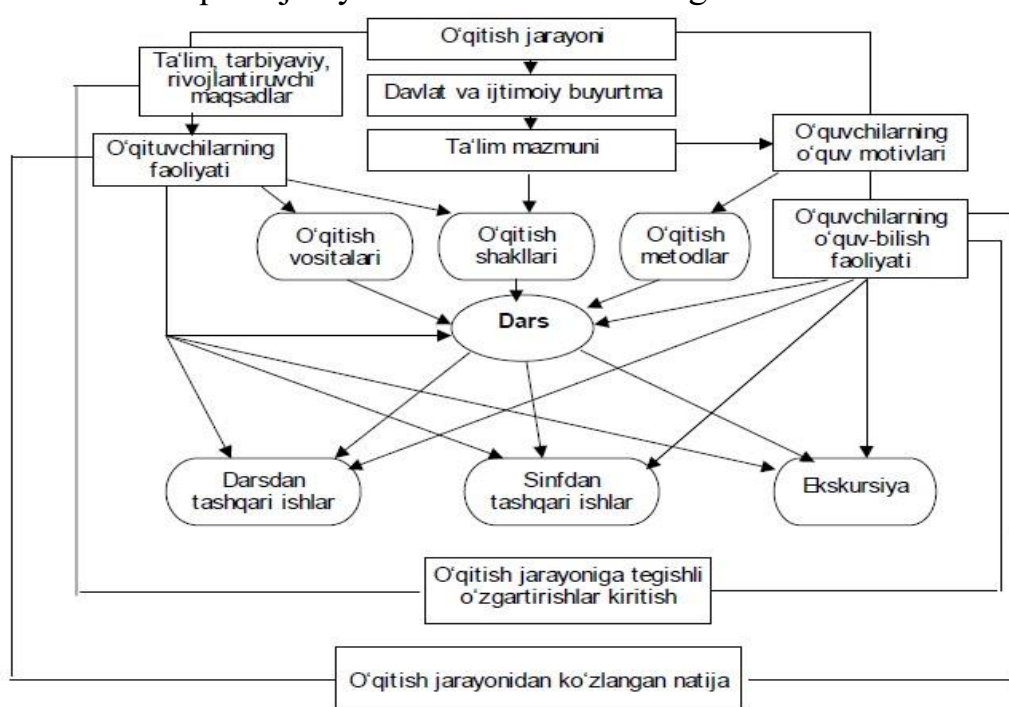 O‘qitish jarayoni
Ta‘lim, tarbiyaviy,
rivojlantiruvchi
maqsadlar
Davlat va ijtimoiy buyurtma
Ta‘lim mazmuni
O‘quvchilarning
o‘quv motivlari
O‘qituvchilarning
faoliyati
O‘qitish
vositalari
O‘qitish
shakllari
O‘qitish
metodlar
O‘quvchilarning
o‘quv-bilish
faoliyati
Dars
Darsdan
tashqari ishlar
Sinfdan
tashqari ishlar
Ekskursiya
O‘qitish jarayoniga tegishli
o‘zgartirishlar kiritish
O‘qitish jarayonidan ko‘zlangan natija